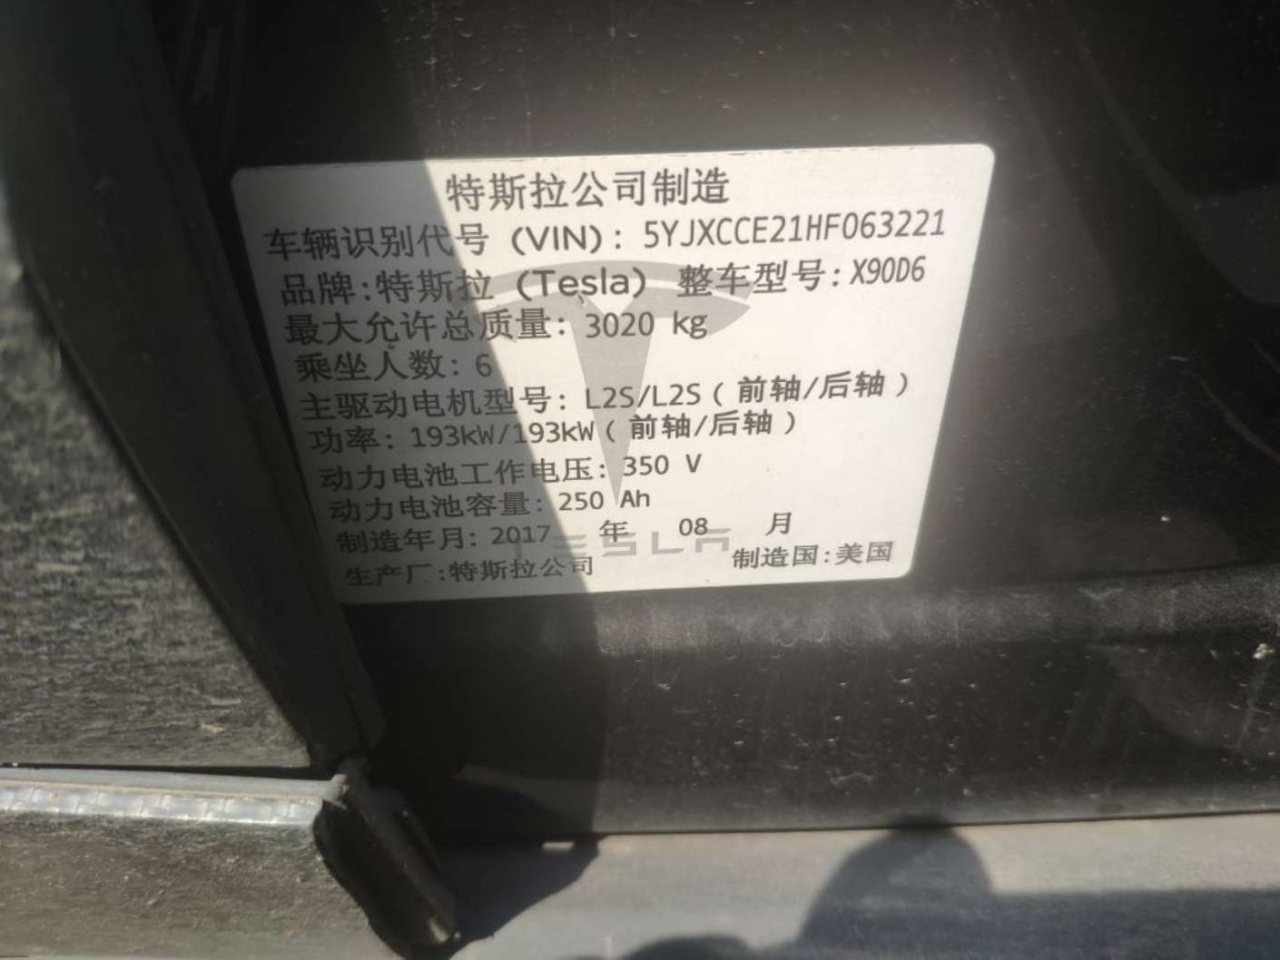 特斯拉公司制造
车辆识别代号 (VIN): 5YJXCCE21HF063221
品牌:特斯拉 (Tesla) 整车型号: X90D6
最大允许总质量: 3020 kg
乘坐人数: 6
主驱动电机型号: L2S/L2S ( 前轴/后轴 )
功率: 193kW/193kW ( 前轴/后轴 )
动力电池工作电压: 350 V
动力电池容量: 250 Ah
制造年月: 2017 年 08 月
TESLA
生产厂:特斯拉公司 制造国:美国